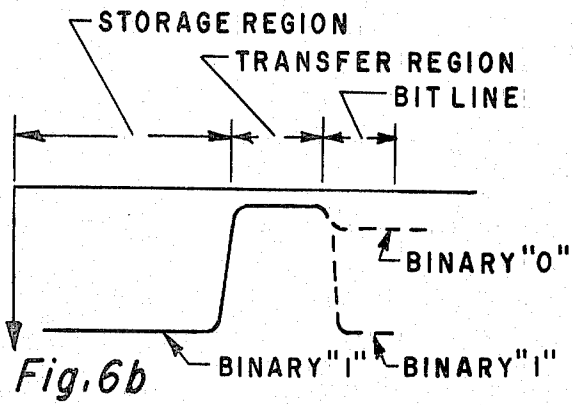 STORAGE REGION
TRANSFER REGION
BIT LINE
BINARY "O"
BINARY "I"
BINARY "I"
Fig. 6b